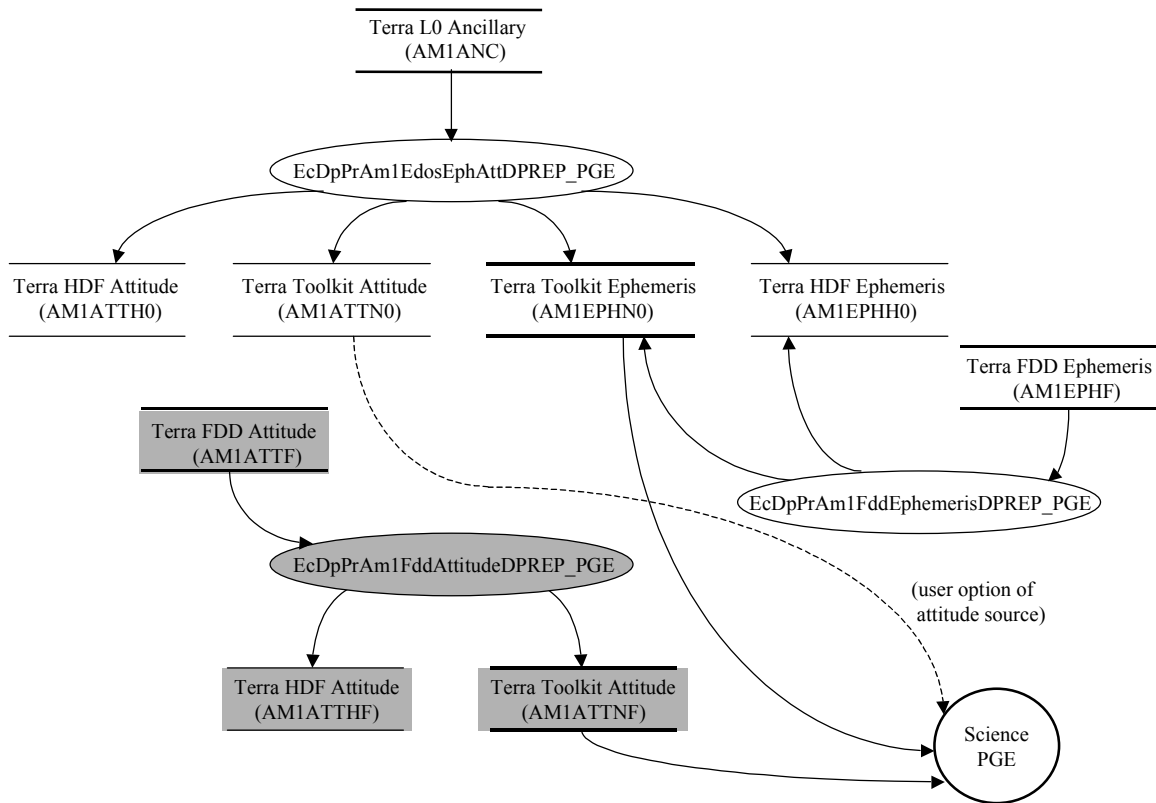 Terra L0 Ancillary
(AM1ANC)
EcDpPrAm1EdosEphAttDPREP_PGE
Terra HDF Attitude
(AM1ATTH0)
Terra Toolkit Attitude
(AM1ATTN0)
Terra Toolkit Ephemeris
(AM1EPHN0)
Terra HDF Ephemeris
(AM1EPHH0)
Terra FDD Ephemeris
(AM1EPHF)
Terra FDD Attitude
(AM1ATTF)
EcDpPrAm1FddEphemerisDPREP_PGE
EcDpPrAm1FddAttitudeDPREP_PGE
(user option of
attitude source)
Terra HDF Attitude
(AM1ATTHF)
Terra Toolkit Attitude
(AM1ATTNF)
Science
PGE